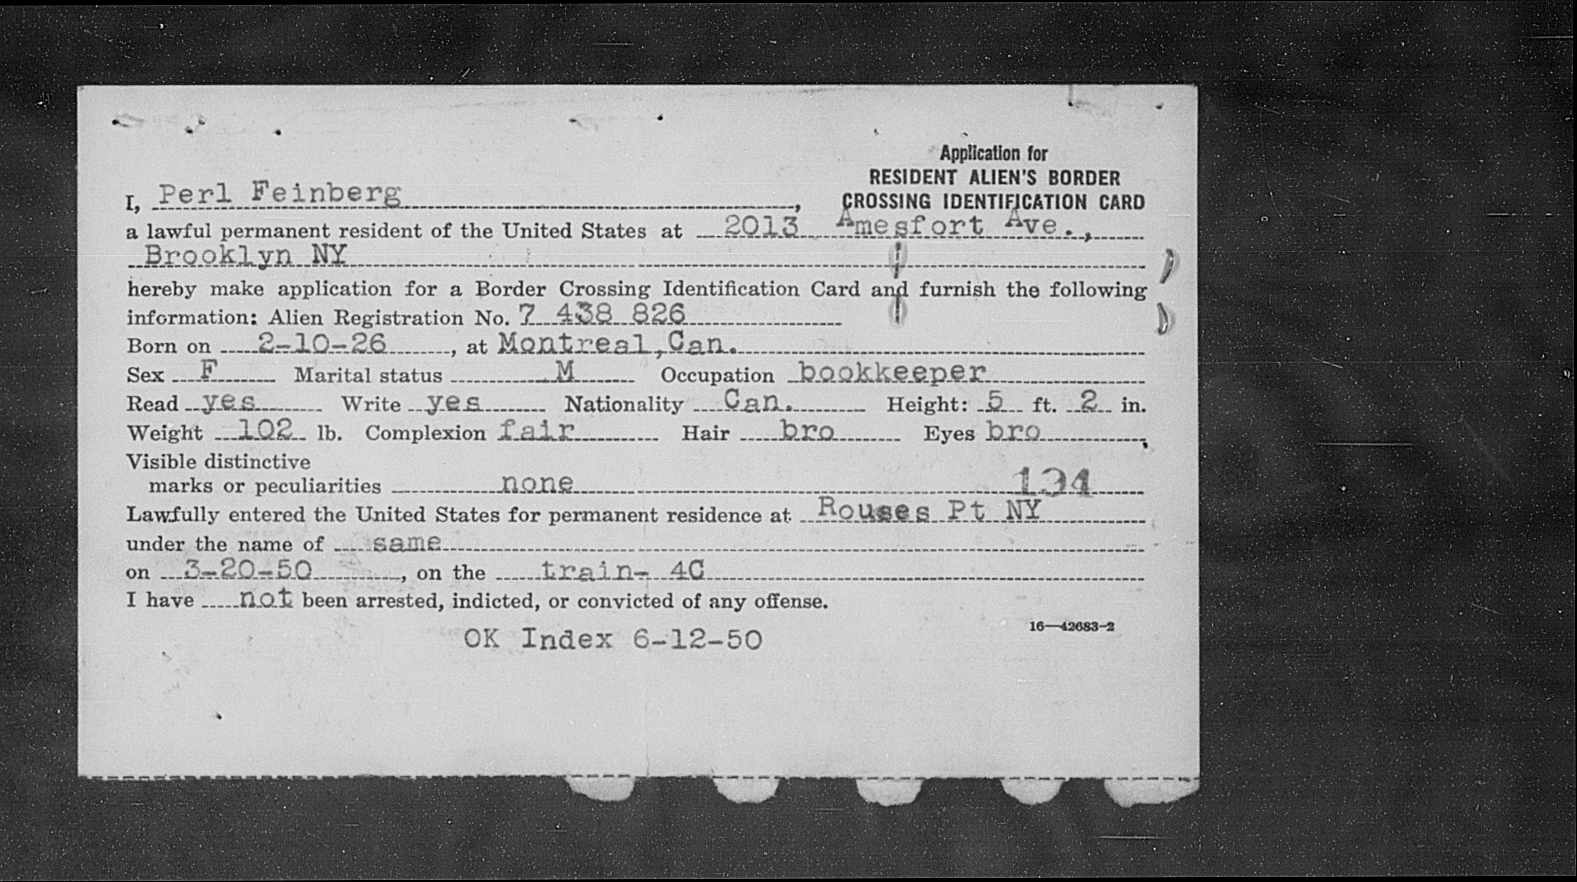 Application for
RESIDENT ALIEN'S BORDER
CROSSING IDENTIFICATION CARD
I, Perl Feinberg,
a lawful permanent resident of the United States at 2013 Amesfort Ave.,
Brooklyn NY
hereby make application for a Border Crossing Identification Card and furnish the following
information: Alien Registration No. 7 438 826
Born on 2-10-26, at Montreal,Can.
Sex F Marital status M Occupation bookkeeper
Read yes Write yes Nationality Can. Height: 5 ft. 2 in.
Weight 102 lb. Complexion fair Hair bro Eyes bro
Visible distinctive
marks or peculiarities none
Lawfully entered the United States for permanent residence at Rouses Pt NY
under the name of same
on 3-20-50, on the train- 4C
I have not been arrested, indicted, or convicted of any offense.
16—42683-2
OK Index 6-12-50